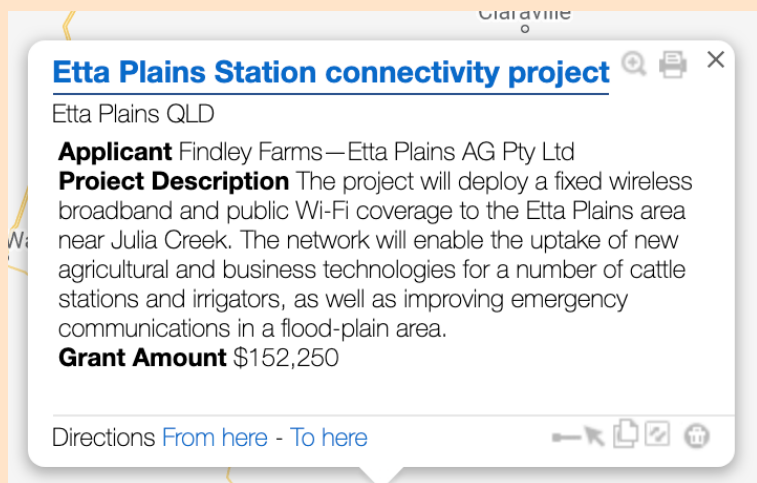 Claraville
Etta Plains Station connectivity project
Etta Plains QLD
Applicant Findley Farms—Etta Plains AG Pty Ltd
Project Description The project will deploy a fixed wireless
broadband and public Wi-Fi coverage to the Etta Plains area
near Julia Creek. The network will enable the uptake of new
agricultural and business technologies for a number of cattle
stations and irrigators, as well as improving emergency
communications in a flood-plain area.
Grant Amount $152,250
Directions From here - To here